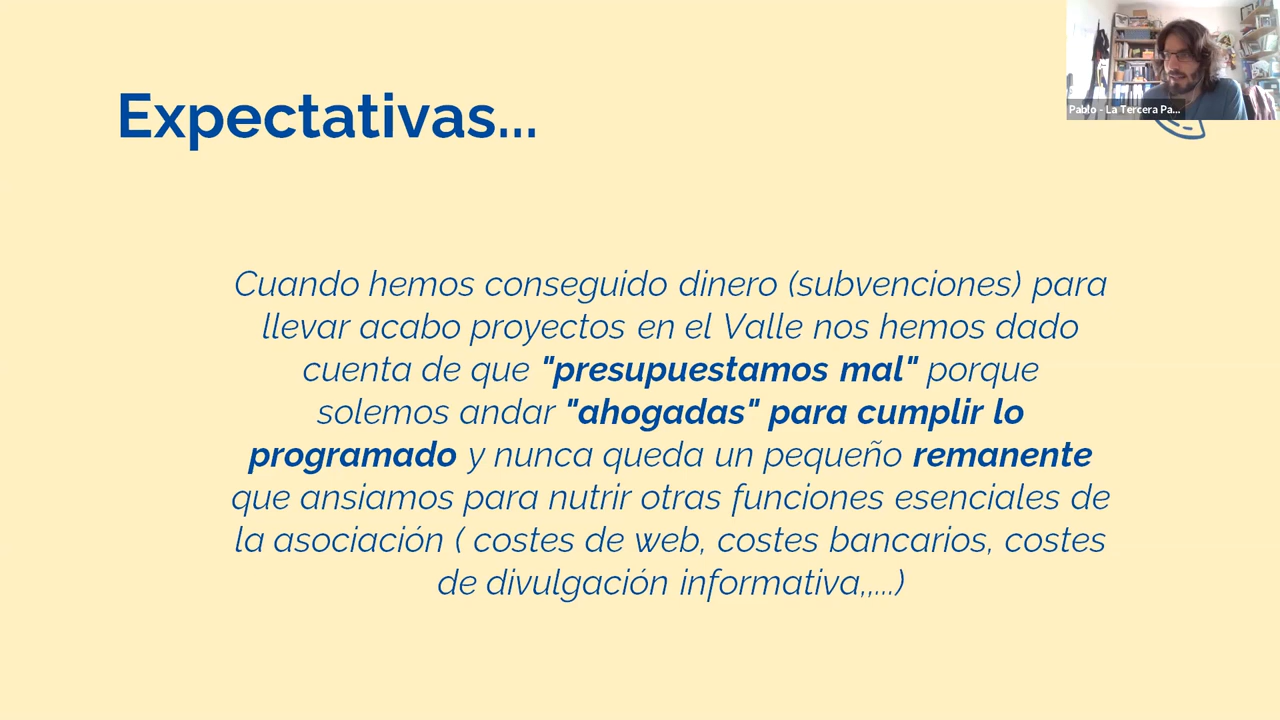 Expectativas...
Pablo - La Tercera Pa...
Cuando hemos conseguido dinero (subvenciones) para
llevar acabo proyectos en el Valle nos hemos dado
cuenta de que "presupuestamos mal" porque
solemos andar "ahogadas" para cumplir lo
programado y nunca queda un pequeño remanente
que ansiamos para nutrir otras funciones esenciales de
la asociación ( costes de web, costes bancarios, costes
de divulgación informativa,,...)